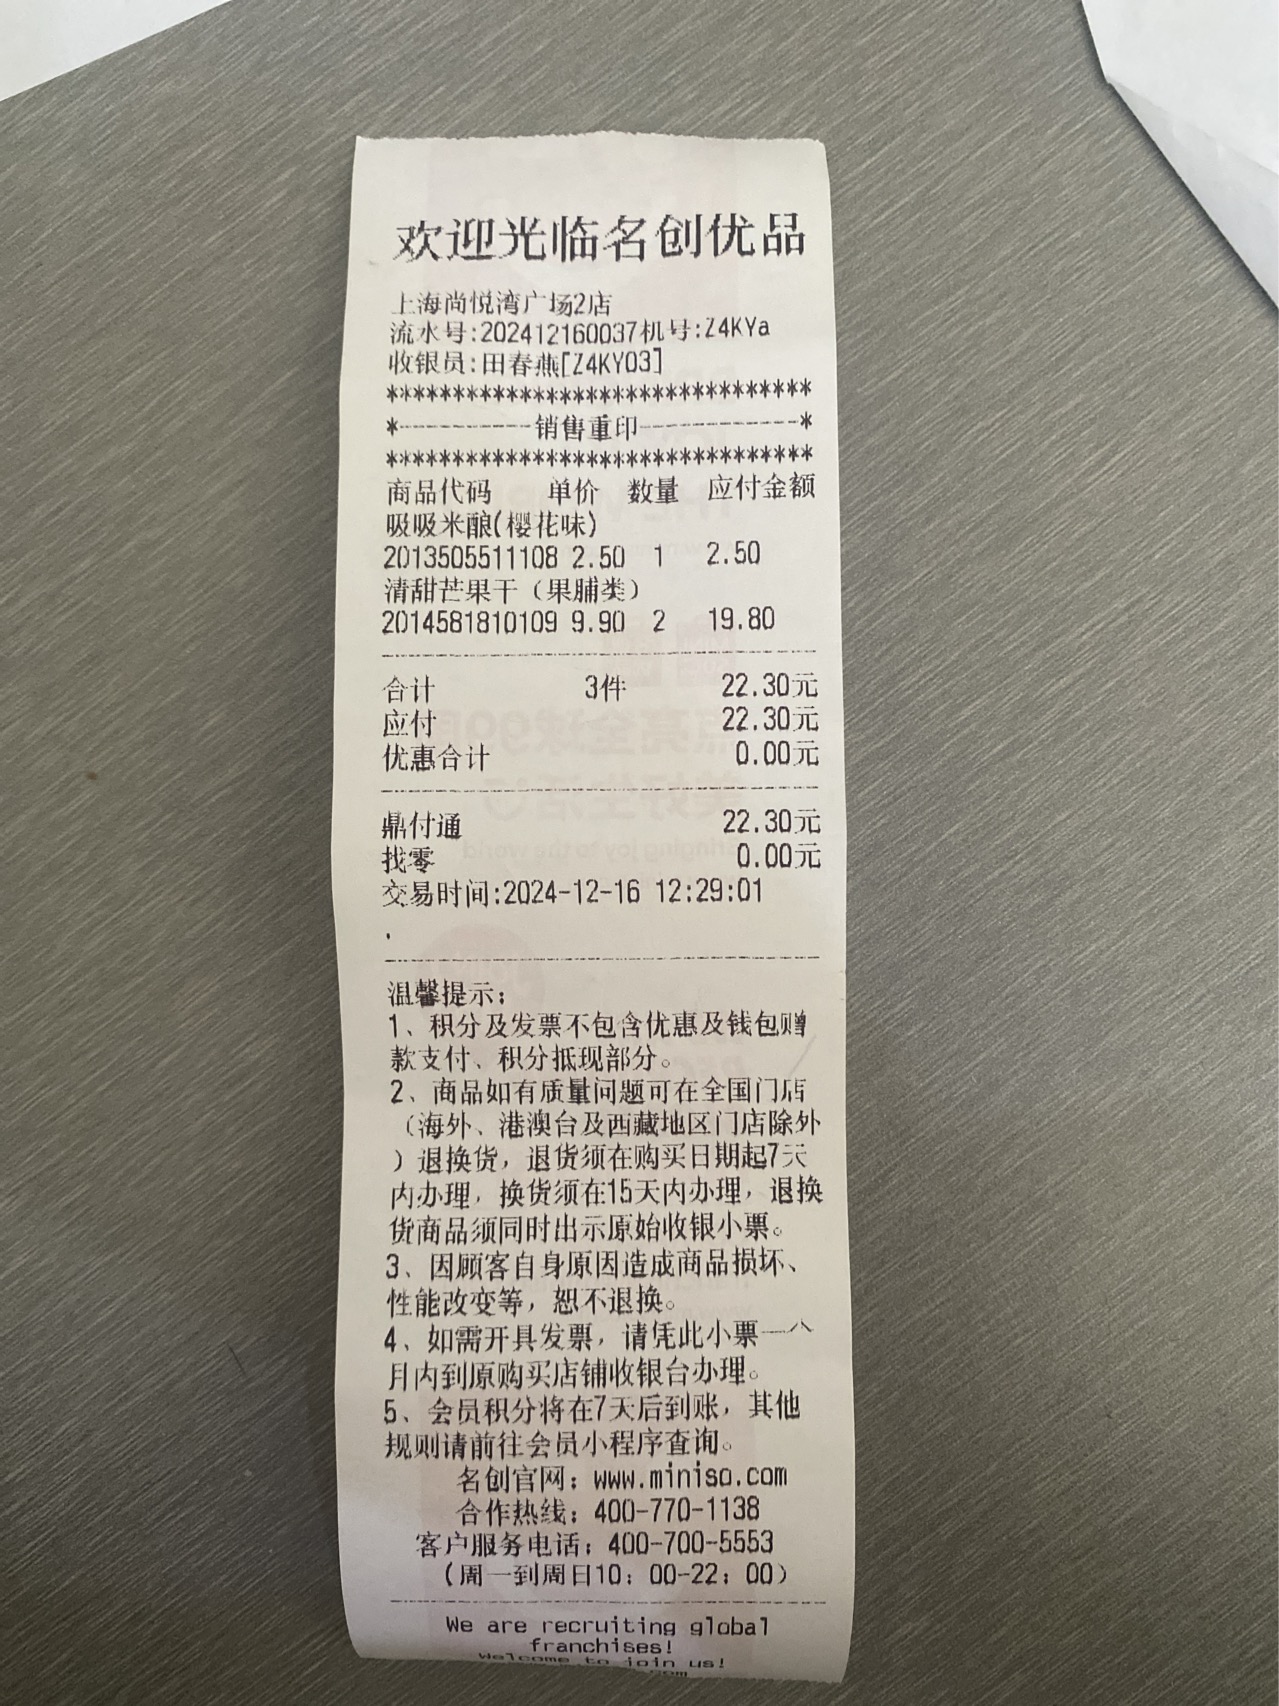 欢迎光临名创优品
上海尚悦湾广场2店
流水号:202412160037机号:Z4KYa
收银员:田春燕[Z4KY03]
********************************
*----------销售重印------------*
********************************
商品代码 单价 数量 应付金额
吸吸米酿(樱花味)
2013505511108 2.50 1 2.50
清甜芒果干（果脯类）
2014581810109 9.90 2 19.80
合计 3件 22.30元
应付 22.30元
优惠合计 0.00元
鼎付通 22.30元
找零 0.00元
交易时间:2024-12-16 12:29:01
.
温馨提示：
1、积分及发票不包含优惠及钱包赠
款支付、积分抵现部分。
2、商品如有质量问题可在全国门店
（海外、港澳台及西藏地区门店除外
）退换货，退货须在购买日期起7天
内办理，换货须在15天内办理，退换
货商品须同时出示原始收银小票。
3、因顾客自身原因造成商品损坏、
性能改变等，恕不退换。
4、如需开具发票，请凭此小票一个
月内到原购买店铺收银台办理。
5、会员积分将在7天后到账，其他
规则请前往会员小程序查询。
名创官网：www.miniso.com
合作热线：400-770-1138
客户服务电话：400-700-5553
（周一到周日10：00-22：00）
We are recruiting global
franchises!
Welcome to join us!